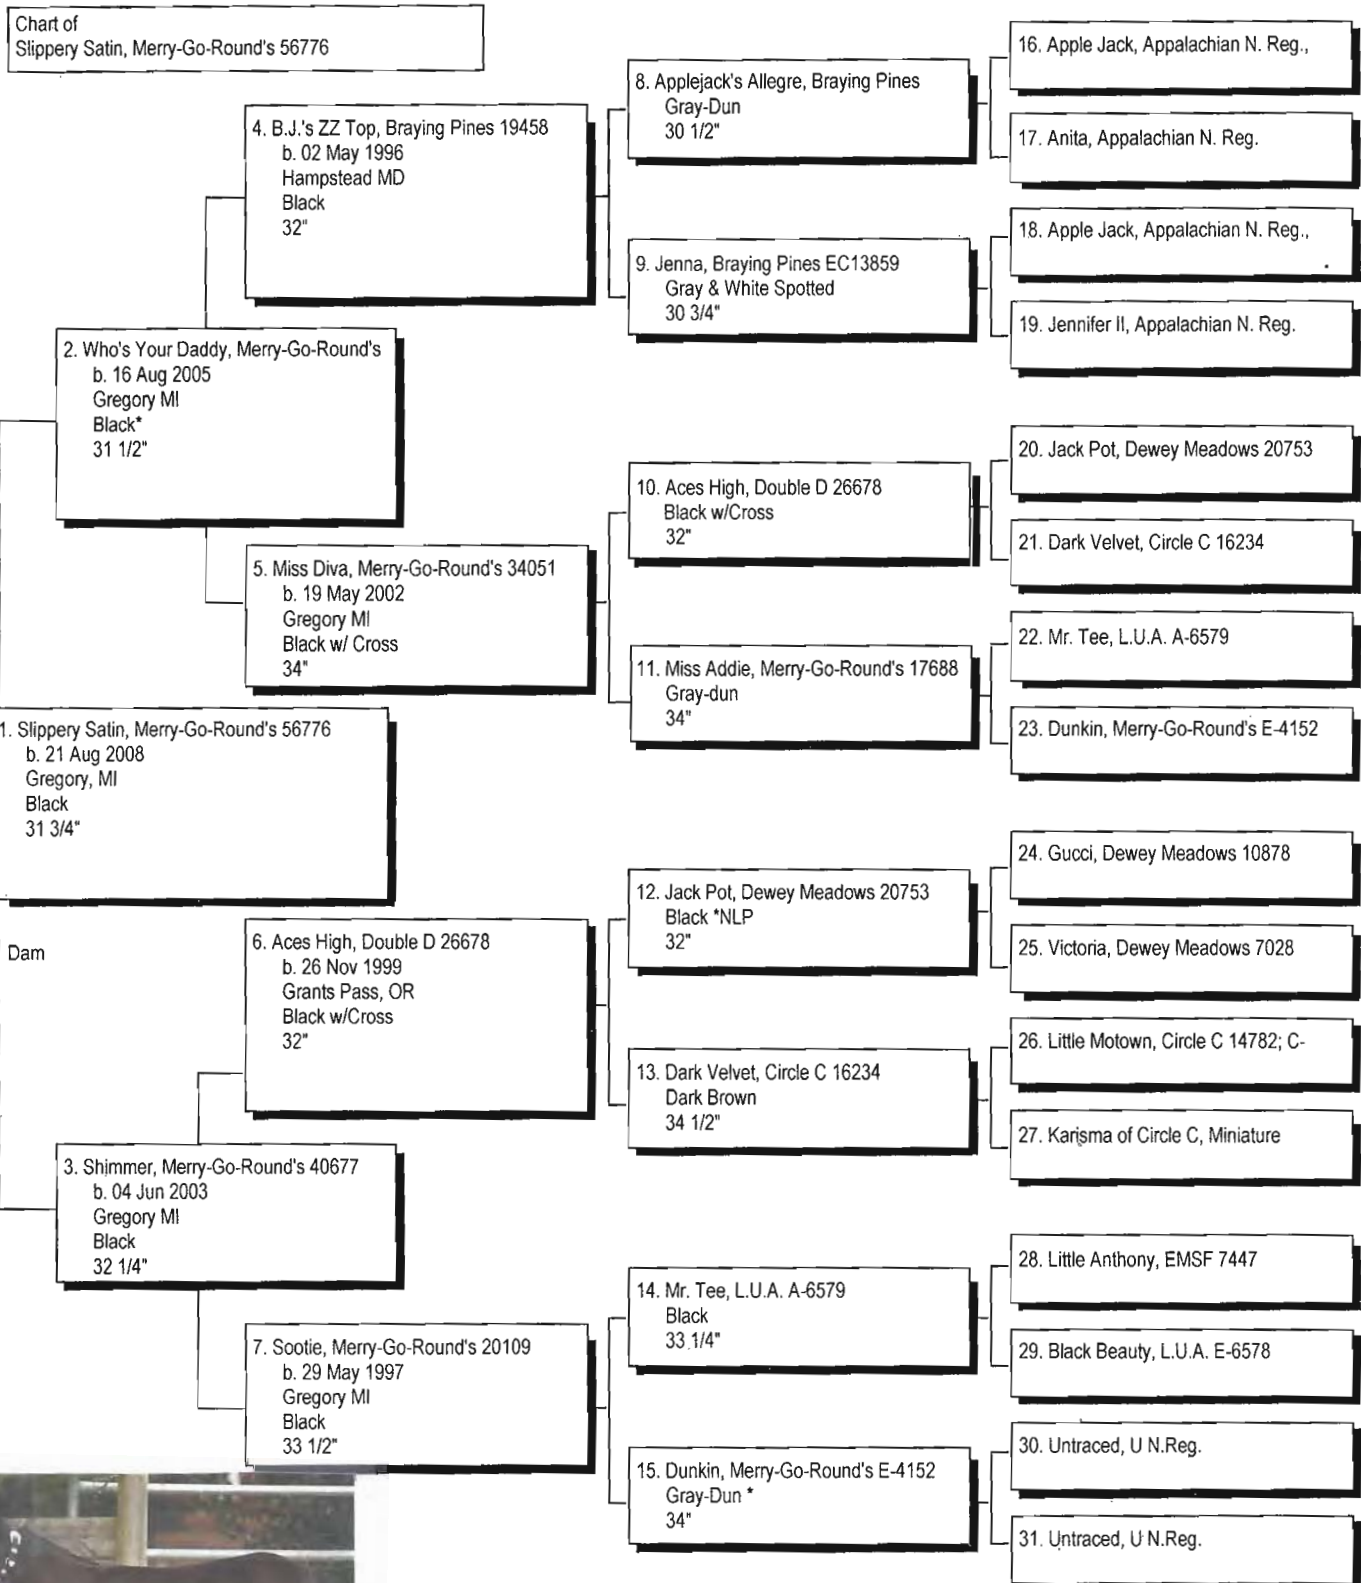 Chart of
Slippery Satin, Merry-Go-Round's 56776
1. Slippery Satin, Merry-Go-Round's 56776
b. 21 Aug 2008
Gregory, MI
Black
31 3/4"
Dam
2. Who's Your Daddy, Merry-Go-Round's
b. 16 Aug 2005
Gregory MI
Black*
31 1/2"
3. Shimmer, Merry-Go-Round's 40677
b. 04 Jun 2003
Gregory MI
Black
32 1/4"
4. B.J.'s ZZ Top, Braying Pines 19458
b. 02 May 1996
Hampstead MD
Black
32"
5. Miss Diva, Merry-Go-Round's 34051
b. 19 May 2002
Gregory MI
Black w/ Cross
34"
6. Aces High, Double D 26678
b. 26 Nov 1999
Grants Pass, OR
Black w/Cross
32"
7. Sootie, Merry-Go-Round's 20109
b. 29 May 1997
Gregory MI
Black
33 1/2"
8. Applejack's Allegre, Braying Pines
Gray-Dun
30 1/2"
9. Jenna, Braying Pines EC13859
Gray & White Spotted
30 3/4"
10. Aces High, Double D 26678
Black w/Cross
32"
11. Miss Addie, Merry-Go-Round's 17688
Gray-dun
34"
12. Jack Pot, Dewey Meadows 20753
Black *NLP
32"
13. Dark Velvet, Circle C 16234
Dark Brown
34 1/2"
14. Mr. Tee, L.U.A. A-6579
Black
33 1/4"
15. Dunkin, Merry-Go-Round's E-4152
Gray-Dun *
34"
16. Apple Jack, Appalachian N. Reg.,
17. Anita, Appalachian N. Reg.
18. Apple Jack, Appalachian N. Reg.,
19. Jennifer II, Appalachian N. Reg.
20. Jack Pot, Dewey Meadows 20753
21. Dark Velvet, Circle C 16234
22. Mr. Tee, L.U.A. A-6579
23. Dunkin, Merry-Go-Round's E-4152
24. Gucci, Dewey Meadows 10878
25. Victoria, Dewey Meadows 7028
26. Little Motown, Circle C 14782; C-
27. Karisma of Circle C, Miniature
28. Little Anthony, EMSF 7447
29. Black Beauty, L.U.A. E-6578
30. Untraced, U N.Reg.
31. Untraced, U N.Reg.